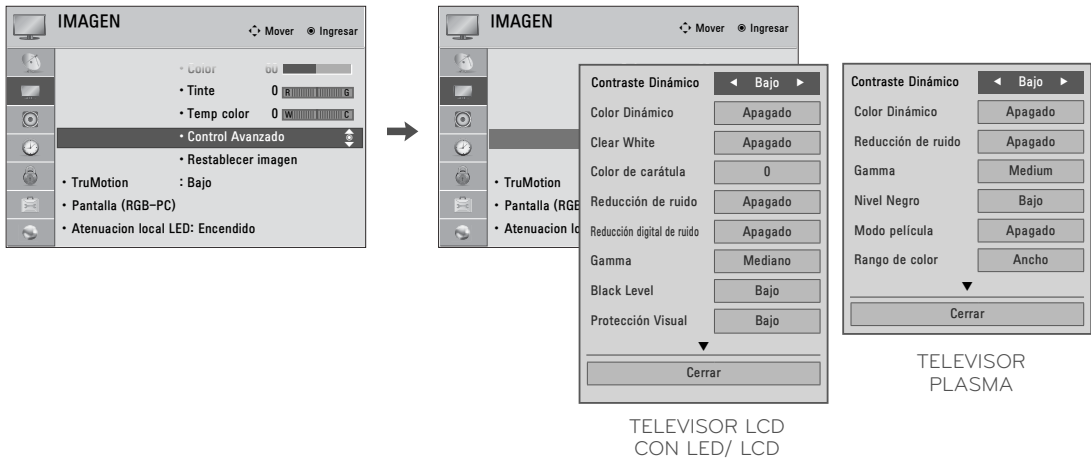 IMAGEN
Mover Ingresar
• Color 60
• Tinte 0 R G
• Temp color 0 W C
• Control Avanzado
• Restablecer imagen
• TruMotion : Bajo
• Pantalla (RGB-PC)
• Atenuacion local LED: Encendido
IMAGEN
Mover Ingresar
• TruMotion
• Pantalla (RGB
• Atenuacion lo
Contraste Dinámico ◄ Bajo ►
Color Dinámico Apagado
Clear White Apagado
Color de carátula 0
Reducción de ruido Apagado
Reducción digital de ruido Apagado
Gamma Mediano
Black Level Bajo
Protección Visual Bajo
▼
Cerrar
TELEVISOR LCD
CON LED/ LCD
Contraste Dinámico ◄ Bajo ►
Color Dinámico Apagado
Reducción de ruido Apagado
Gamma Medium
Nivel Negro Bajo
Modo película Apagado
Rango de color Ancho
▼
Cerrar
TELEVISOR
PLASMA